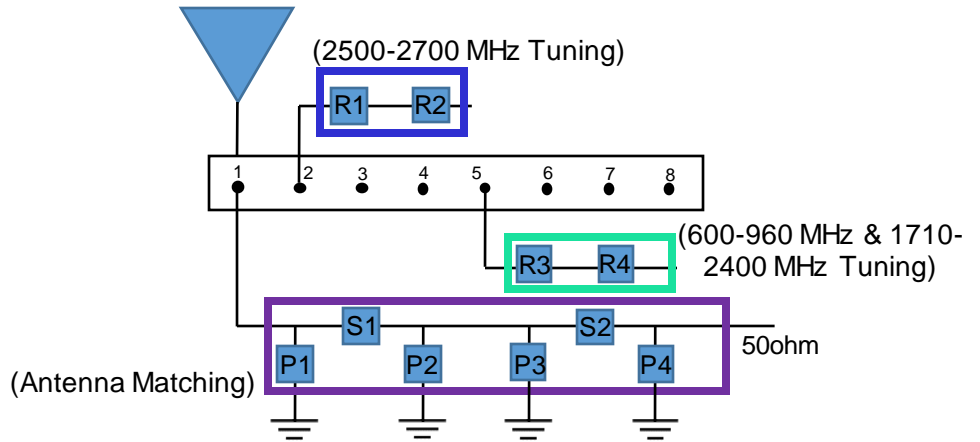 (2500-2700 MHz Tuning)
R1 R2
1 2 3 4 5 6 7 8
(600-960 MHz & 1710-
R3 R4
2400 MHz Tuning)
S1 S2
50ohm
P1 P2 P3 P4
(Antenna Matching)